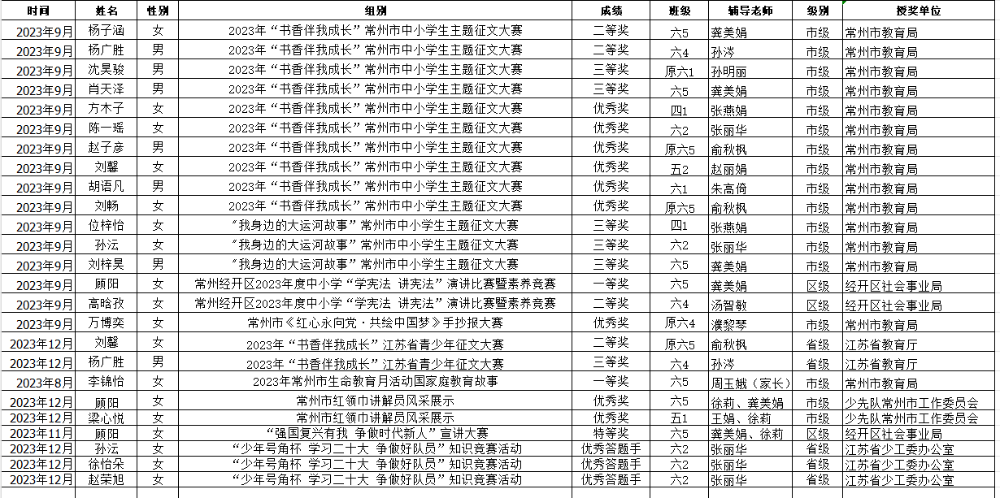 时间 姓名 性别 组别 成绩 班级 辅导老师 级别 授奖单位
2023年9月 杨子涵 女 2023年“书香伴我成长”常州市中小学生主题征文大赛 二等奖 六5 龚美娟 市级 常州市教育局
2023年9月 杨广胜 男 2023年“书香伴我成长”常州市中小学生主题征文大赛 二等奖 六4 孙涔 市级 常州市教育局
2023年9月 沈昊骏 男 2023年“书香伴我成长”常州市中小学生主题征文大赛 三等奖 原六1 孙明丽 市级 常州市教育局
2023年9月 肖天泽 男 2023年“书香伴我成长”常州市中小学生主题征文大赛 三等奖 六5 龚美娟 市级 常州市教育局
2023年9月 方木子 女 2023年“书香伴我成长”常州市中小学生主题征文大赛 优秀奖 四1 张燕娟 市级 常州市教育局
2023年9月 陈一瑶 女 2023年“书香伴我成长”常州市中小学生主题征文大赛 优秀奖 六2 张丽华 市级 常州市教育局
2023年9月 赵子彦 男 2023年“书香伴我成长”常州市中小学生主题征文大赛 优秀奖 原六5 俞秋枫 市级 常州市教育局
2023年9月 刘馨 女 2023年“书香伴我成长”常州市中小学生主题征文大赛 优秀奖 五2 赵丽娟 市级 常州市教育局
2023年9月 胡语凡 男 2023年“书香伴我成长”常州市中小学生主题征文大赛 优秀奖 六1 朱高倚 市级 常州市教育局
2023年9月 刘畅 女 2023年“书香伴我成长”常州市中小学生主题征文大赛 优秀奖 原六5 俞秋枫 市级 常州市教育局
2023年9月 位梓怡 女 "我身边的大运河故事”常州市中小学生主题征文大赛 三等奖 四1 张燕娟 市级 常州市教育局
2023年9月 孙沄 女 "我身边的大运河故事”常州市中小学生主题征文大赛 三等奖 六2 张丽华 市级 常州市教育局
2023年9月 刘梓昊 男 "我身边的大运河故事”常州市中小学生主题征文大赛 三等奖 六5 龚美娟 市级 常州市教育局
2023年9月 顾阳 女 常州经开区2023年度中小学“学宪法 讲宪法”演讲比赛暨素养竞赛 一等奖 六5 龚美娟 区级 经开区社会事业局
2023年9月 高晗孜 女 常州经开区2023年度中小学“学宪法 讲宪法”演讲比赛暨素养竞赛 二等奖 六4 汤智敏 区级 经开区社会事业局
2023年9月 万博奕 女 常州市《红心永向党·共绘中国梦》手抄报大赛 优秀奖 原六4 濮黎琴 市级 常州市教育局
2023年12月 刘馨 女 2023年“书香伴我成长”江苏省青少年征文大赛 二等奖 原六5 俞秋枫 省级 江苏省教育厅
2023年12月 杨广胜 男 2023年“书香伴我成长”江苏省青少年征文大赛 三等奖 六4 孙涔 省级 江苏省教育厅
2023年8月 李锦怡 女 2023年常州市生命教育月活动国家庭教育故事 一等奖 六5 周玉娥（家长） 市级 常州市教育局
2023年12月 顾阳 女 常州市红领巾讲解员风采展示 优秀奖 六5 徐莉、龚美娟 市级 少先队常州市工作委员会
2023年12月 梁心悦 女 常州市红领巾讲解员风采展示 优秀奖 五1 王娟、徐莉 市级 少先队常州市工作委员会
2023年11月 顾阳 女 “强国复兴有我 争做时代新人”宣讲大赛 特等奖 六5 龚美娟、徐莉 区级 经开区社会事业局
2023年12月 孙沄 女 “少年号角杯 学习二十大 争做好队员”知识竞赛活动 优秀答题手 六2 张丽华 省级 江苏省少工委办公室
2023年12月 徐怡朵 女 “少年号角杯 学习二十大 争做好队员”知识竞赛活动 优秀答题手 六2 张丽华 省级 江苏省少工委办公室
2023年12月 赵荣旭 女 “少年号角杯 学习二十大 争做好队员”知识竞赛活动 优秀答题手 六2 张丽华 省级 江苏省少工委办公室